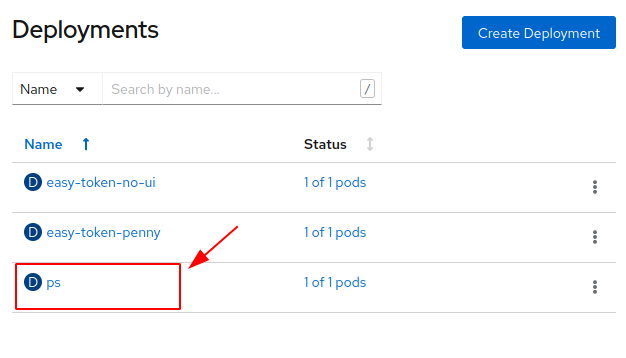 Deployments
Create Deployment
Name
Search by name...
/
Name
Status
D easy-token-no-ui 1 of 1 pods
D easy-token-penny 1 of 1 pods
D ps 1 of 1 pods